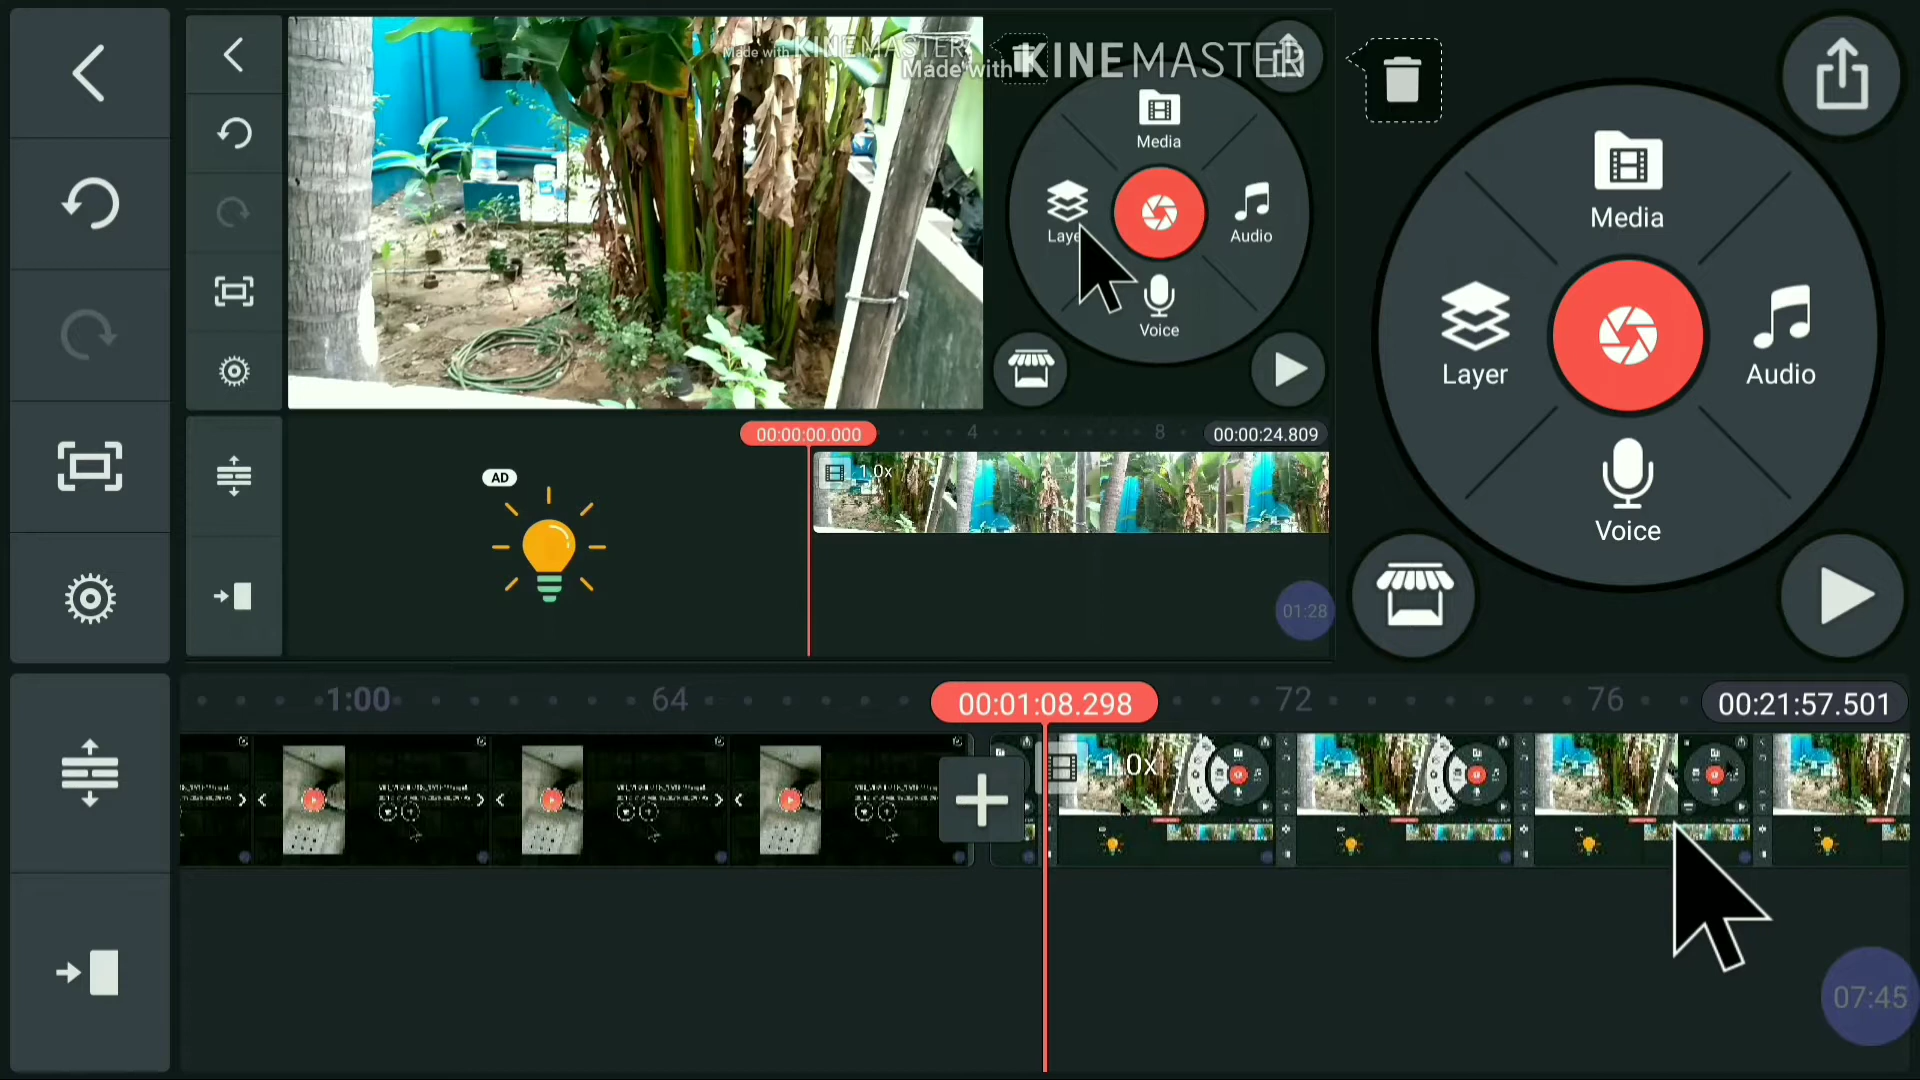 Made with KINEMASTER
Made with KINEMASTER
Media
Layer
Audio
Voice
Media
Layer
Audio
Voice
00:00:00.000
4
8
00:00:24.809
AD
1.0x
01:28
1:00
64
00:01:08.298
72
76
00:21:57.501
1.0x
07:45